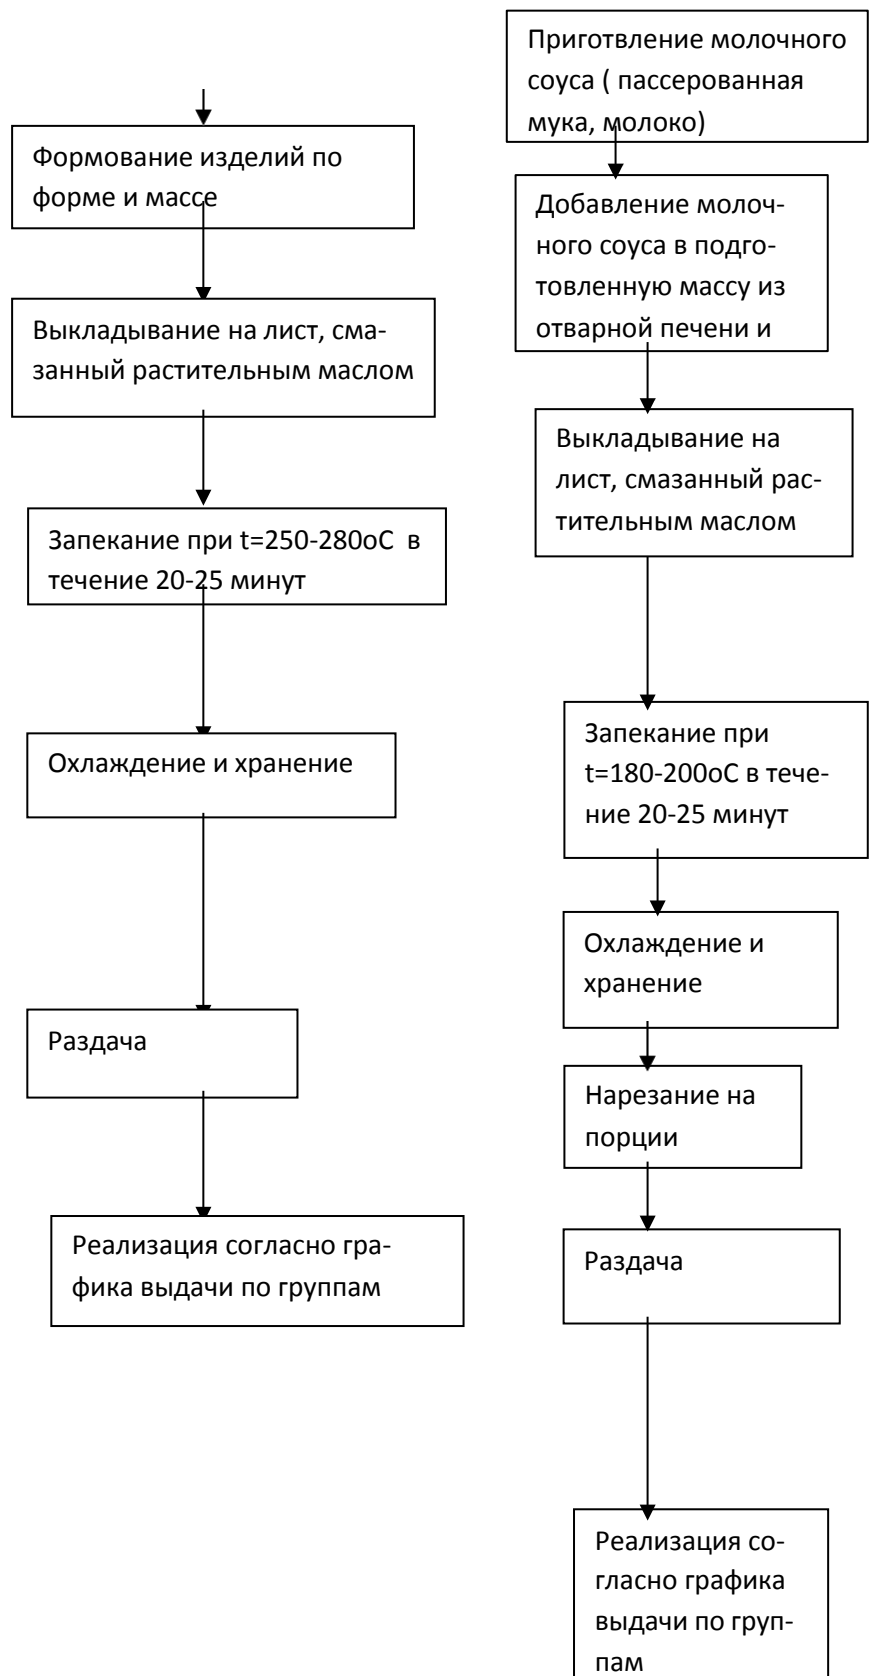 Формование изделий по
форме и массе
Выкладывание на лист, сма-
занный растительным маслом
Запекание при t=250-280оС в
течение 20-25 минут
Охлаждение и хранение
Раздача
Реализация согласно гра-
фика выдачи по группам
Приготвление молочного
соуса ( пассерованная
мука, молоко)
Добавление молоч-
ного соуса в подго-
товленную массу из
отварной печени и
Выкладывание на
лист, смазанный рас-
тительным маслом
Запекание при
t=180-200оС в тече-
ние 20-25 минут
Охлаждение и
хранение
Нарезание на
порции
Раздача
Реализация со-
гласно графика
выдачи по груп-
пам